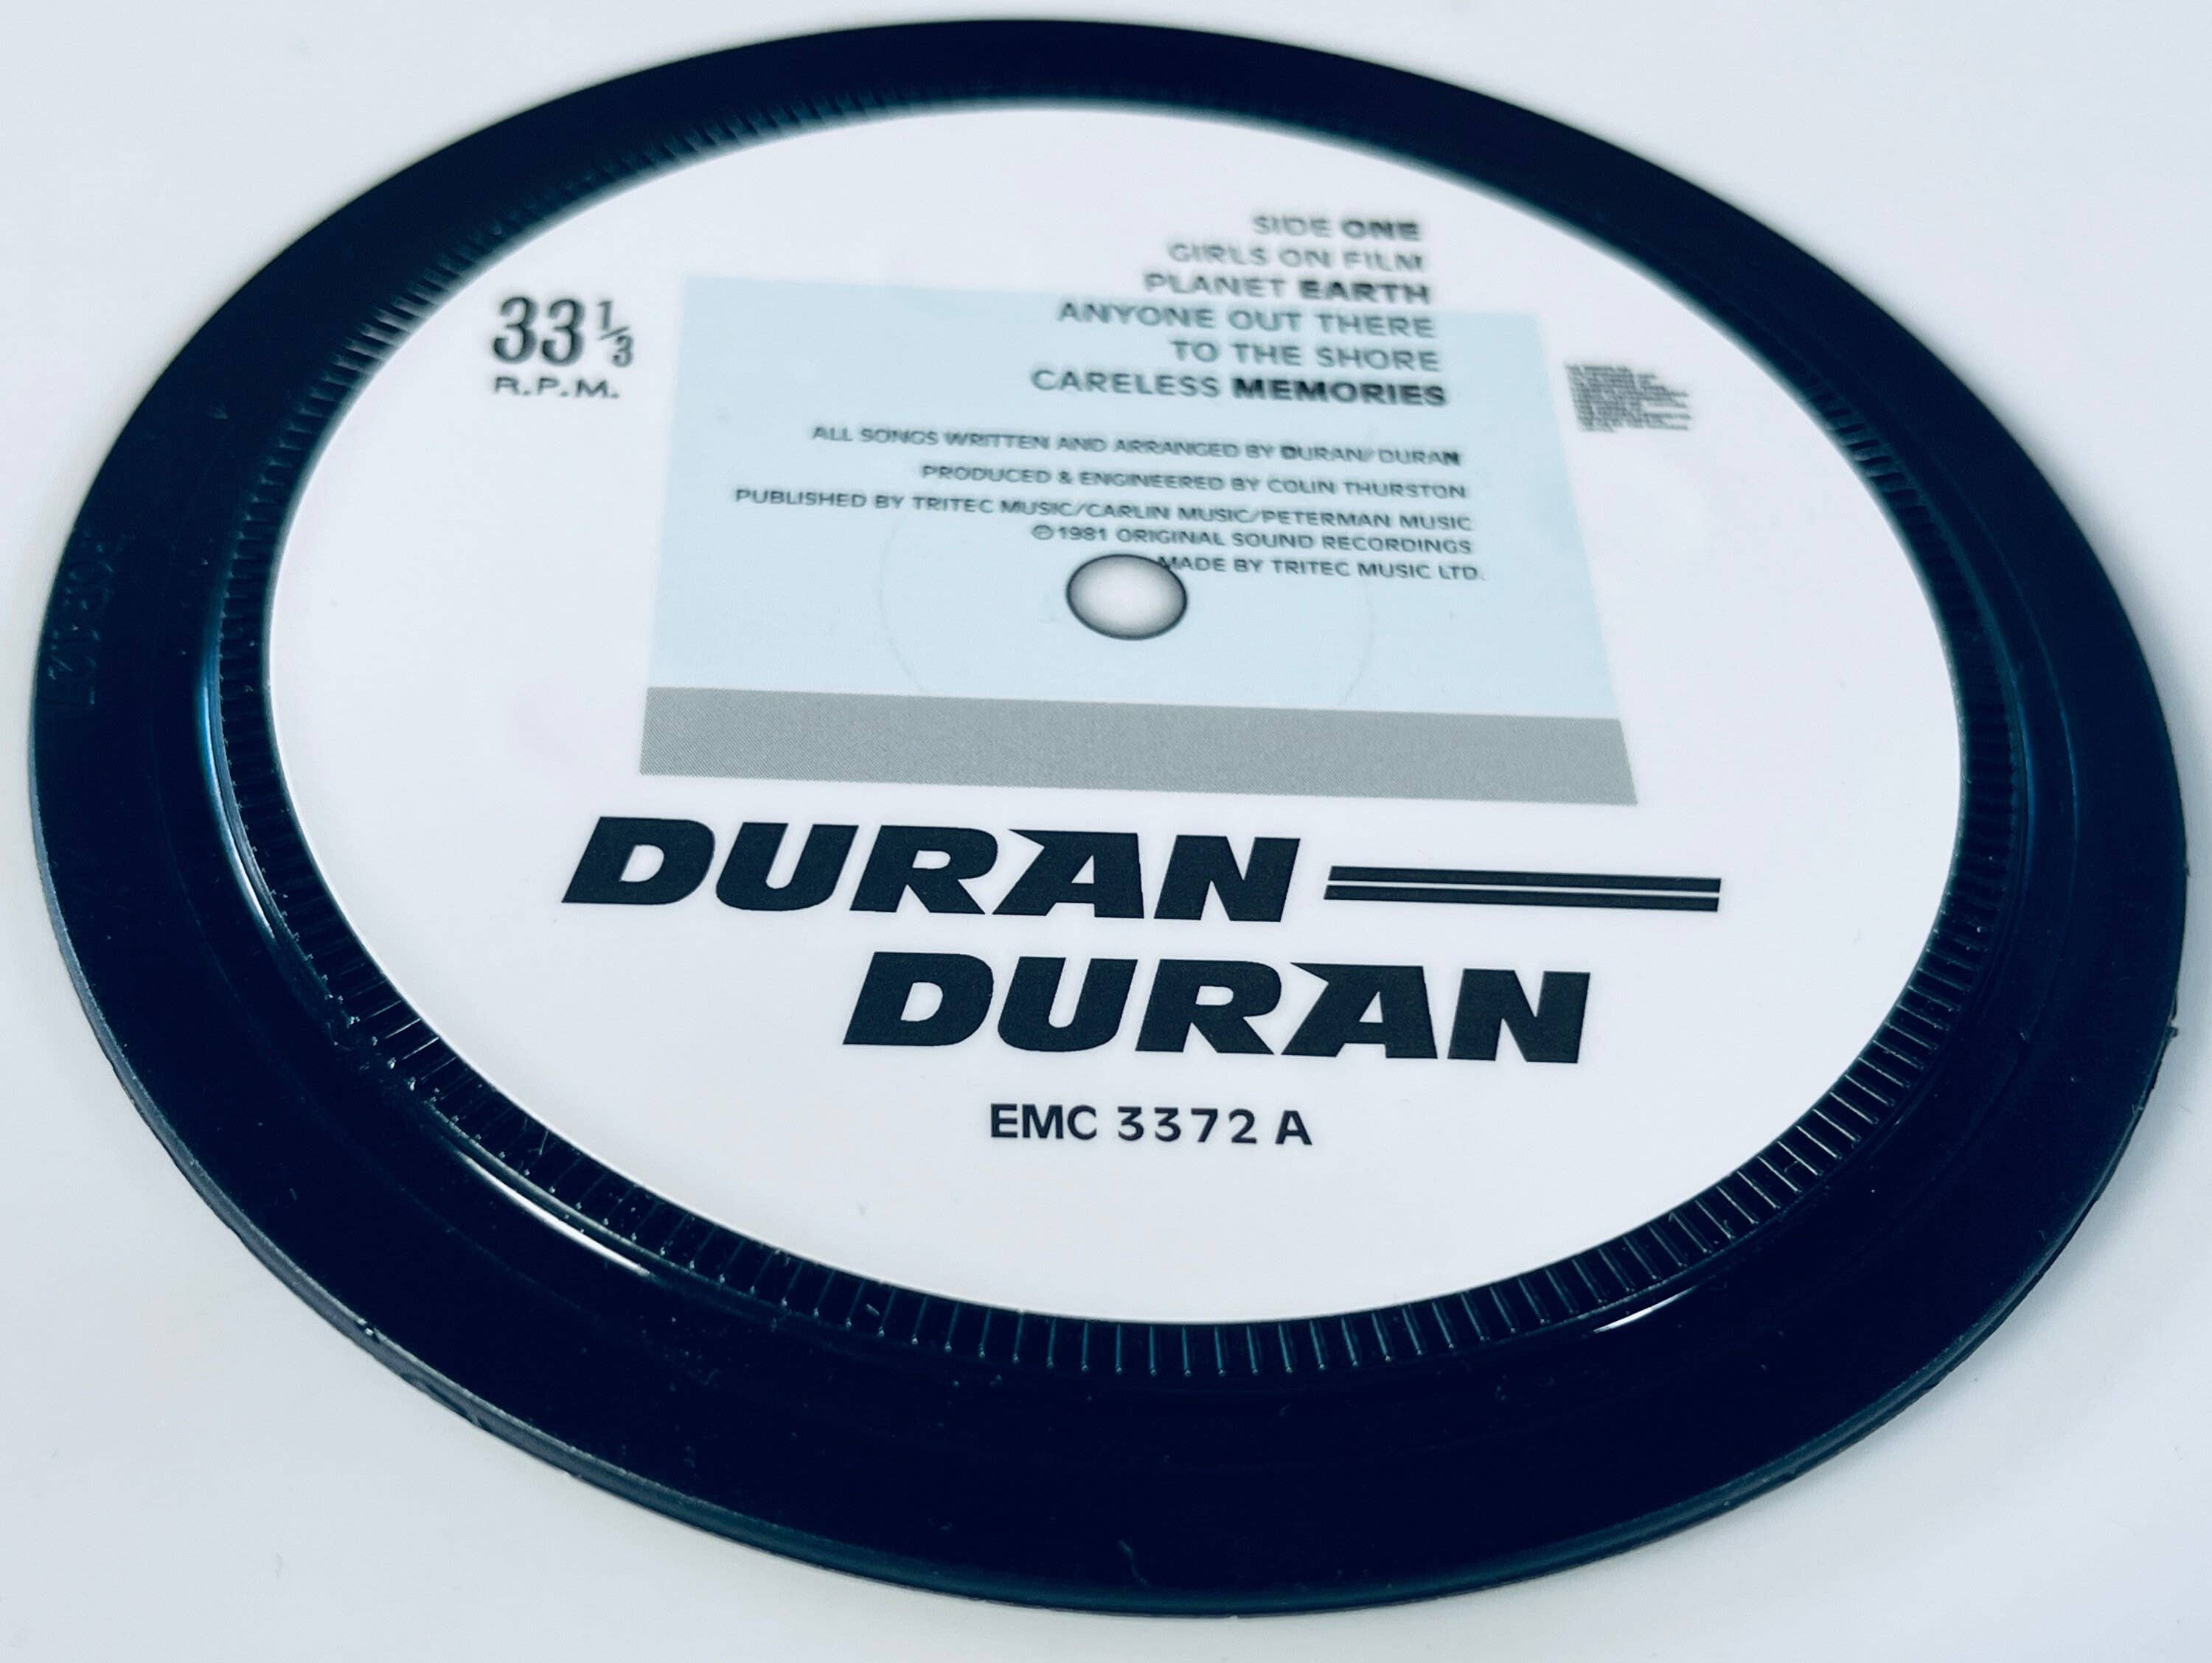 SIDE ONE
GIRLS ON FILM
PLANET EARTH
ANYONE OUT THERE
TO THE SHORE
CARELESS MEMORIES
33 1/3
R.P.M.
ALL SONGS WRITTEN AND ARRANGED BY DURAN/DURAN
PRODUCED & ENGINEERED BY COLIN THURSTON
PUBLISHED BY TRITEC MUSIC/CARLIN MUSIC/PETERMAN MUSIC
℗1981 ORIGINAL SOUND RECORDINGS
MADE BY TRITEC MUSIC LTD.
DURAN
DURAN
EMC 3372 A